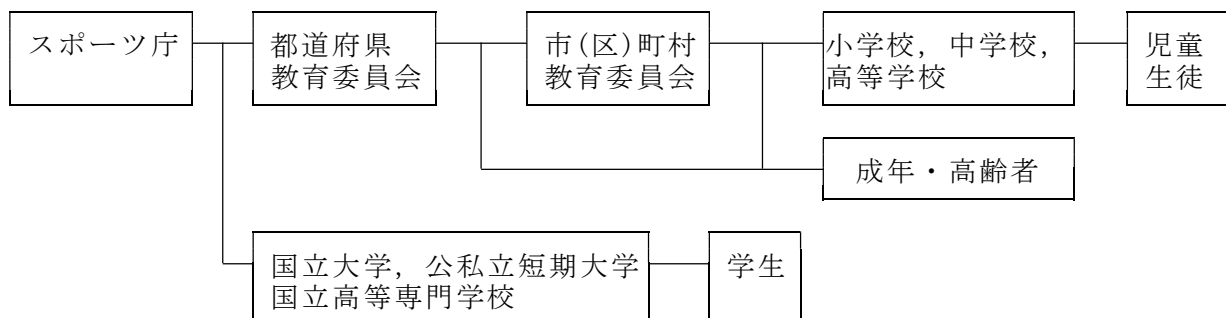 スポーツ庁
都道府県
教育委員会
市(区)町村
教育委員会
小学校，中学校，
高等学校
児童
生徒
成年・高齢者
国立大学，公私立短期大学
国立高等専門学校
学生